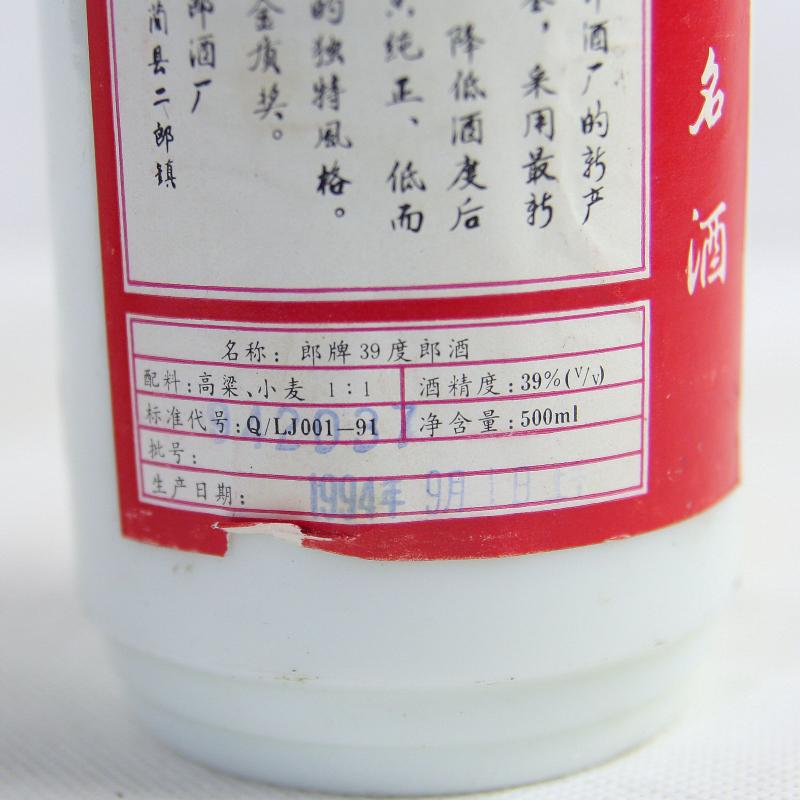 名酒
酒厂的新产
采用最新
降低酒度后
纯正、低而
的独特風格。
金质奖。
郎酒厂
蔺县二郎镇
名称：郎牌39度郎酒
配料：高粱、小麦 1：1
酒精度：39%(V/V)
标准代号：Q/LJ001—91
净含量：500ml
942037
批号：
生产日期：
1994年 9月1日